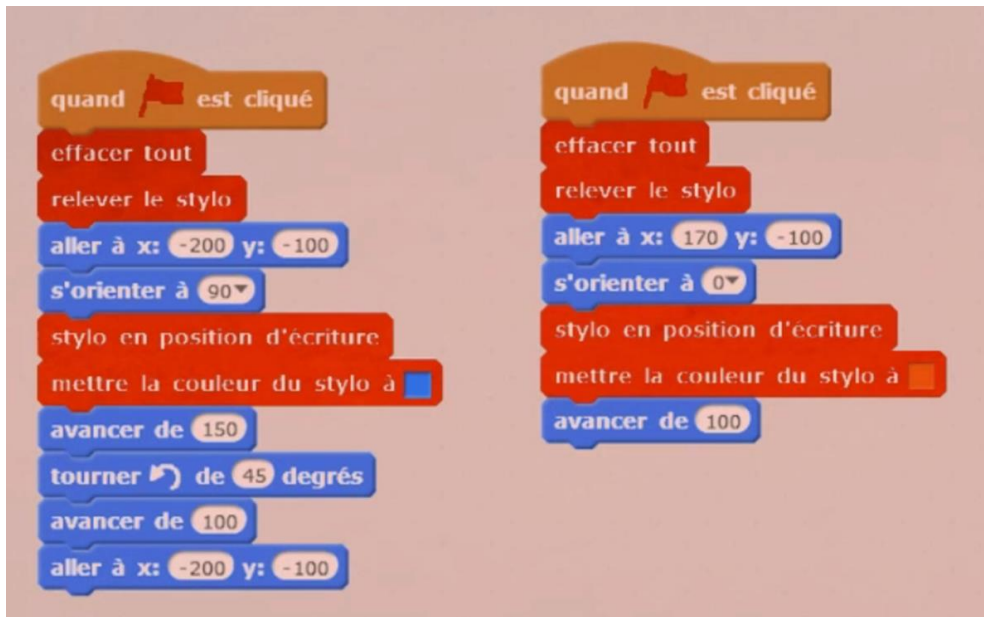 quand est cliqué
effacer tout
relever le stylo
aller à x: -200 y: -100
s'orienter à 90
stylo en position d'écriture
mettre la couleur du stylo à
avancer de 150
tourner de 45 degrés
avancer de 100
aller à x: -200 y: -100
quand est cliqué
effacer tout
relever le stylo
aller à x: 170 y: -100
s'orienter à 0
stylo en position d'écriture
mettre la couleur du stylo à
avancer de 100